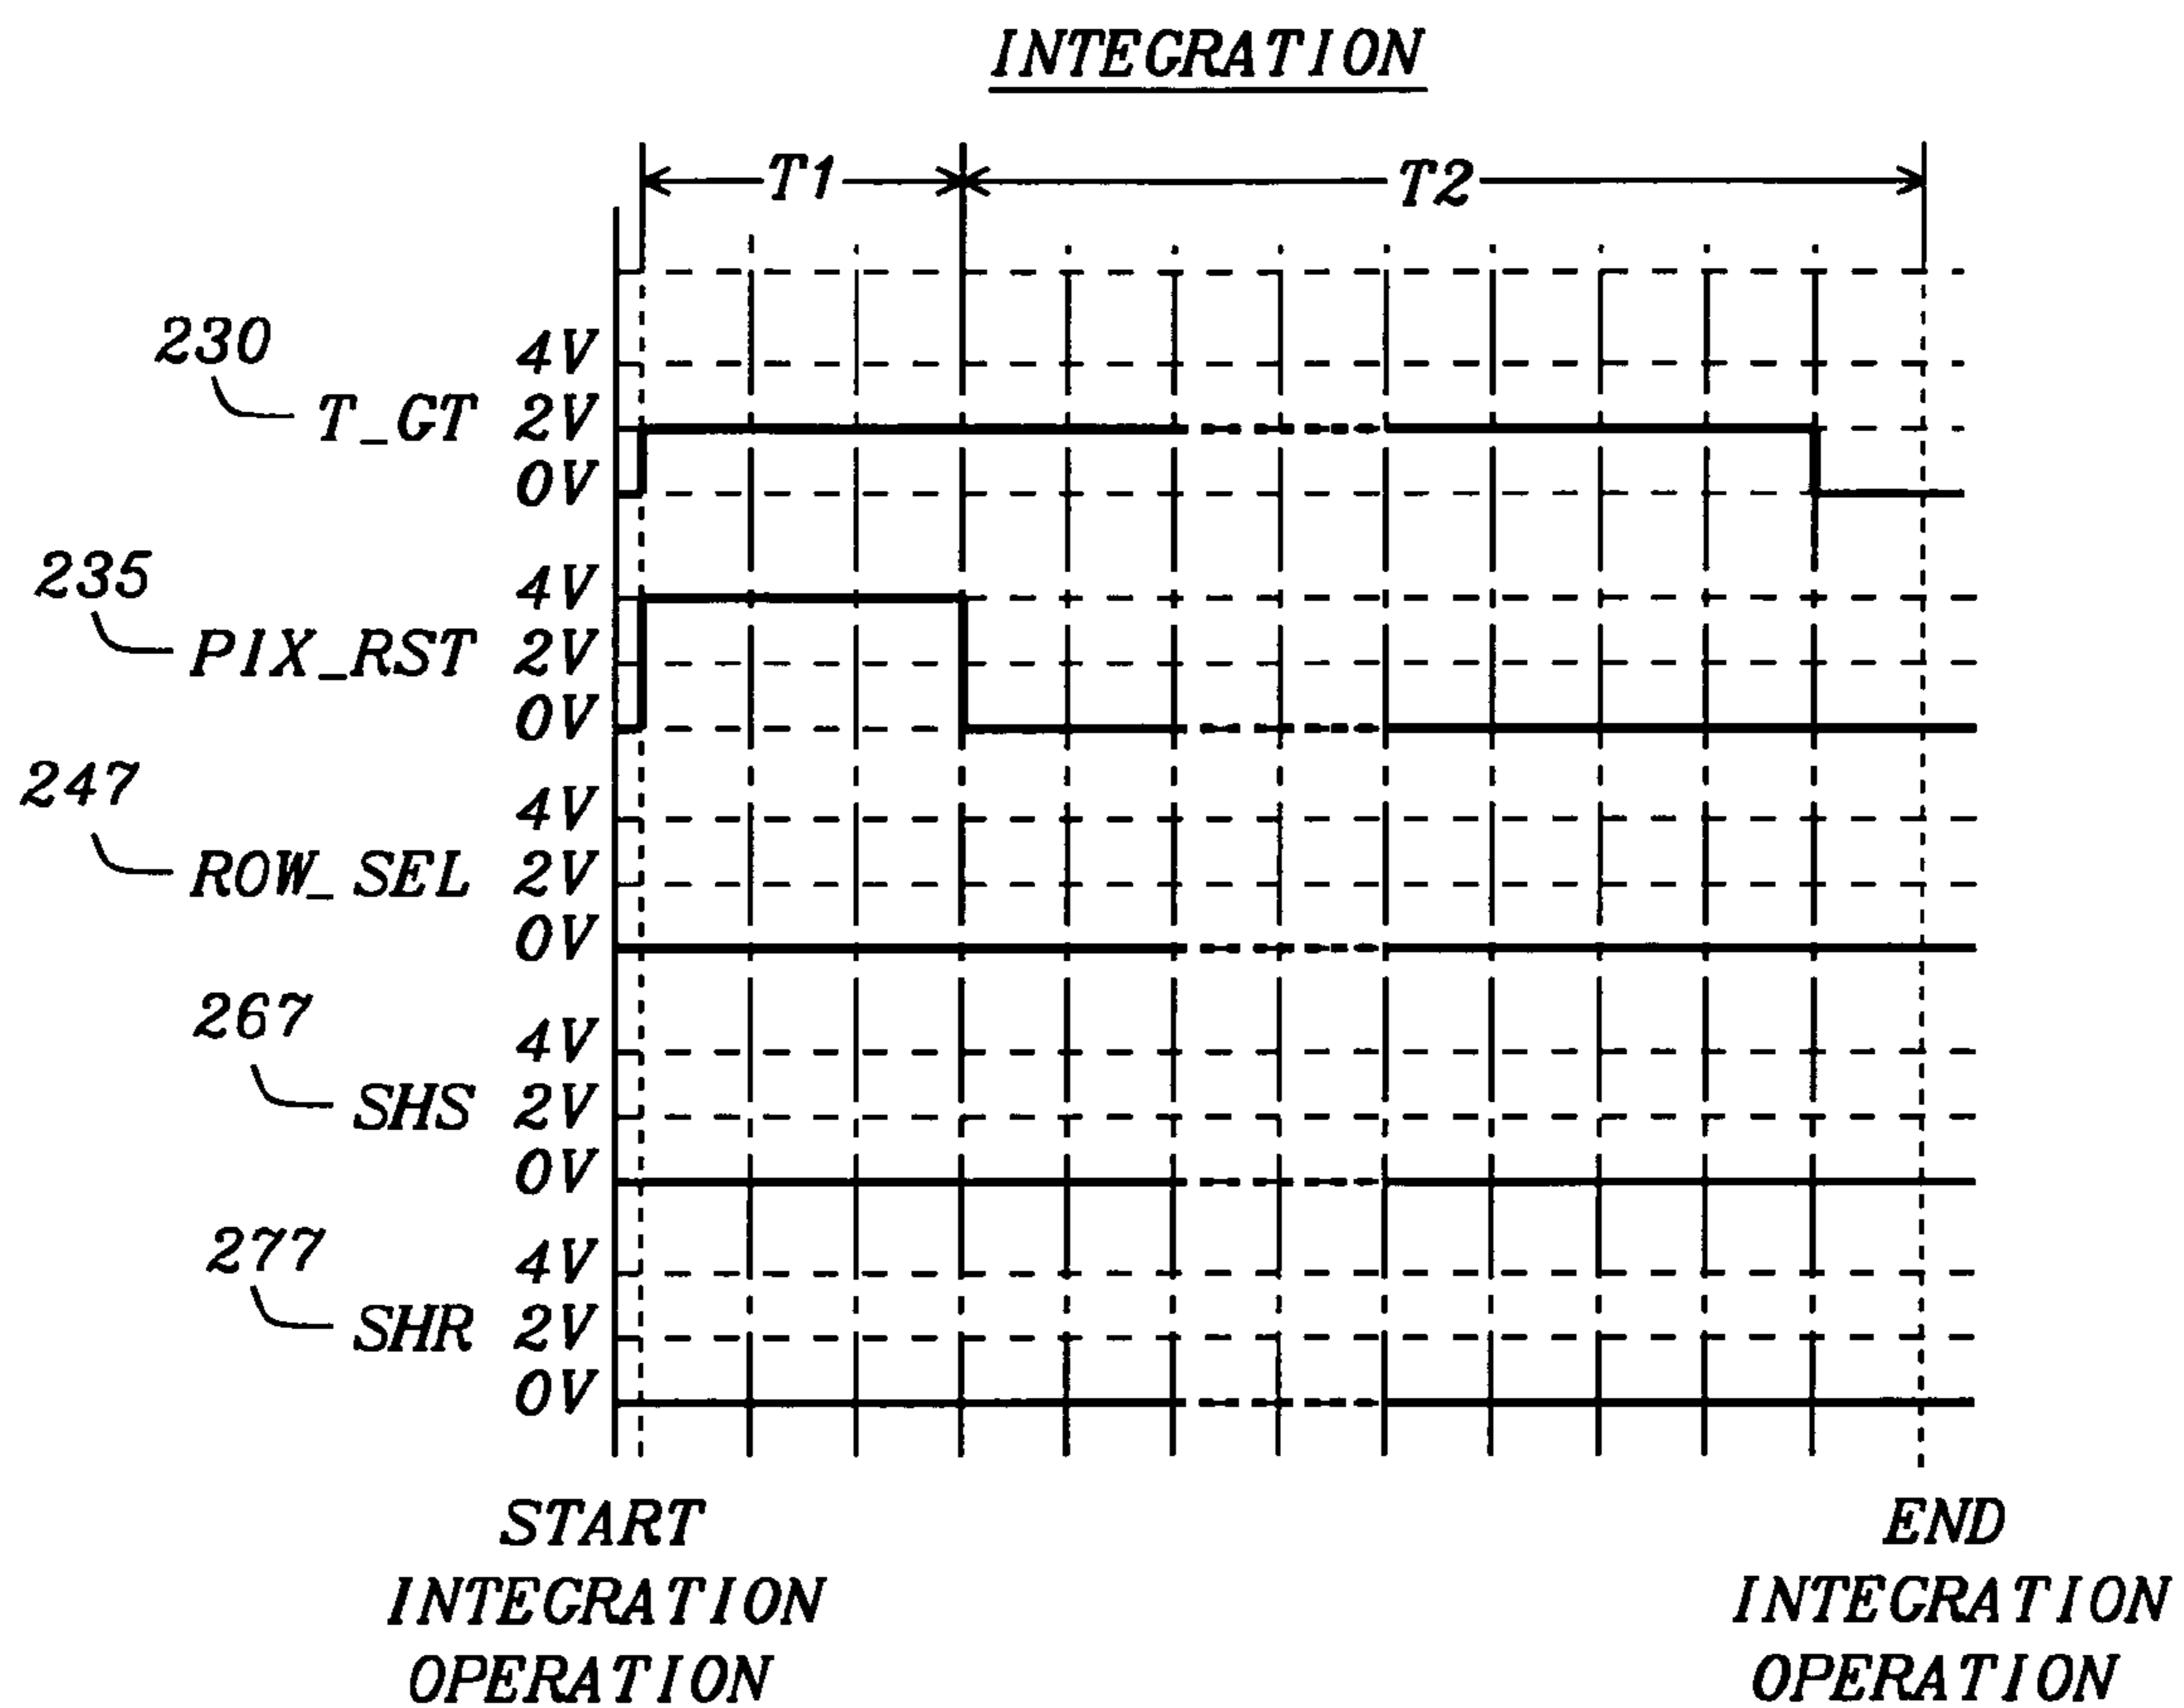 INTEGRATION
T1 T2
230
4V
T_GT 2V
0V
235
4V
PIX_RST 2V
0V
247
4V
ROW_SEL 2V
0V
267
4V
SHS 2V
0V
277
4V
SHR 2V
0V
START
INTEGRATION
OPERATION
END
INTEGRATION
OPERATION